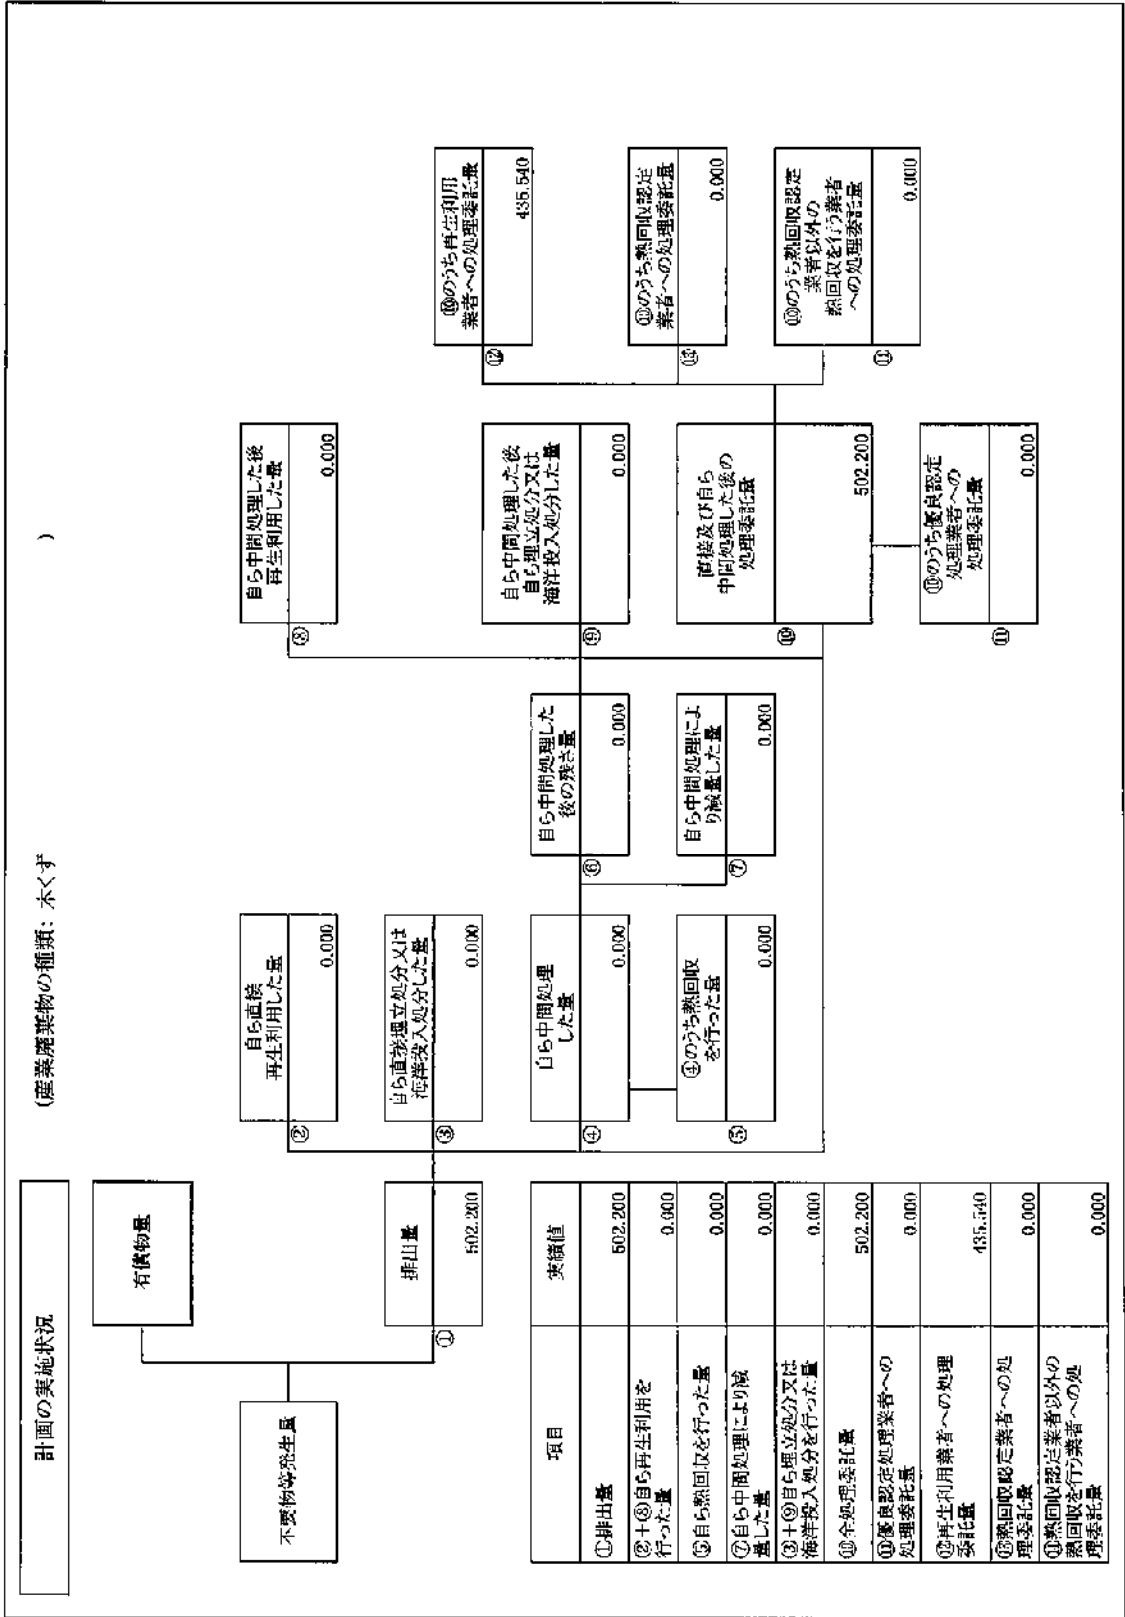 計画の実施状況
(産業廃棄物の種類: 木くず
)
不要物等発生量
有償物量
①
排出量
502.200
②
自ら直接
再生利用した量
0.000
③
自ら直接埋立処分又は
海洋投入処分した量
0.000
④
自ら中間処理
した量
0.000
⑤
④のうち熱回収
を行った量
0.000
⑥
自ら中間処理した
後の残さ量
0.000
⑦
自ら中間処理によ
り減量した量
0.000
⑧
自ら中間処理した後
再生利用した量
0.000
⑨
自ら中間処理した後
自ら埋立処分又は
海洋投入処分した量
0.000
⑩
直接及び自ら
中間処理した後の
処理委託量
502.200
⑪
⑩のうち優良認定
処理業者への
処理委託量
0.000
⑫
⑩のうち再生利用
業者への処理委託量
435.540
⑬
⑩のうち熱回収認定
業者への処理委託量
0.000
⑭
⑩のうち熱回収認定
業者以外の
熱回収を行う業者
への処理委託量
0.000
項目
実績値
①排出量
502.200
②+⑧自ら再生利用を
行った量
0.000
⑤自ら熱回収を行った量
0.000
⑦自ら中間処理により減
量した量
0.000
③+⑨自ら埋立処分又は
海洋投入処分を行った量
0.000
⑩全処理委託量
502.200
⑪優良認定処理業者への
処理委託量
0.000
⑫再生利用業者への処理
委託量
435.540
⑬熱回収認定業者への処
理委託量
0.000
⑭熱回収認定業者以外の
熱回収を行う業者への処
理委託量
0.000